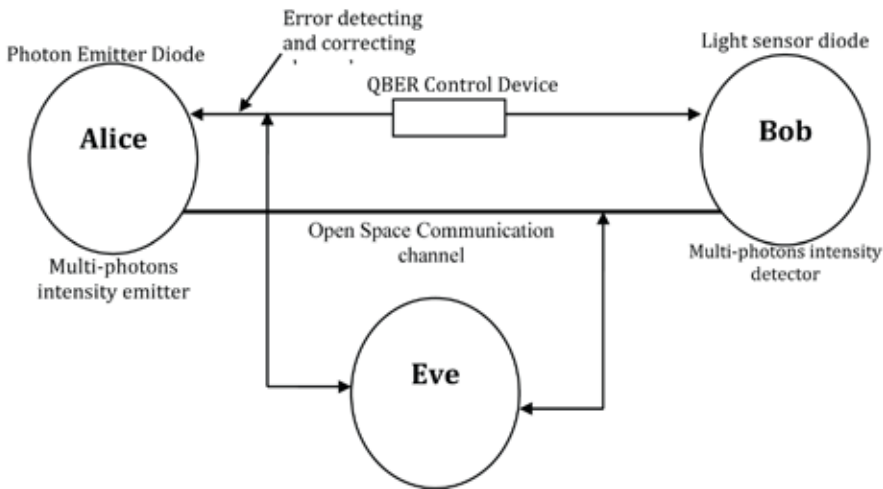 Error detecting
and correcting
Photon Emitter Diode
Light sensor diode
QBER Control Device
Alice
Bob
Open Space Communication
channel
Multi-photons
intensity emitter
Multi-photons intensity
detector
Eve